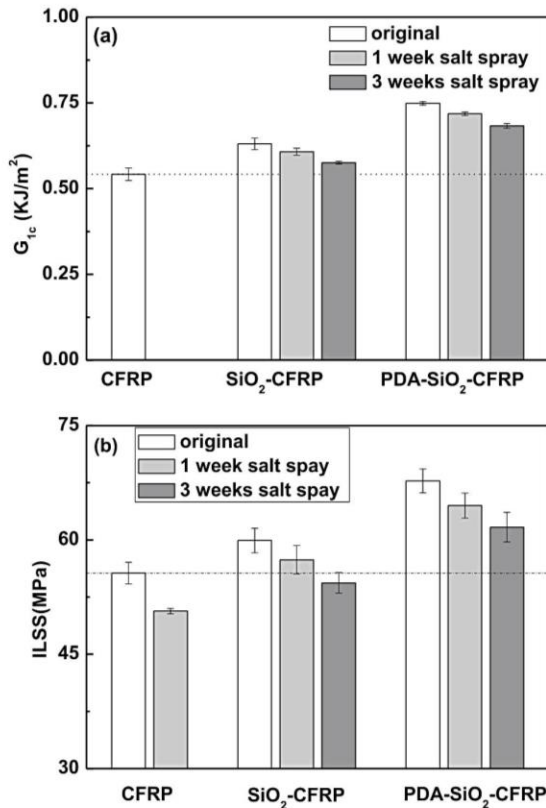 (a)
original
1 week salt spray
3 weeks salt spray
1.00
0.75
0.50
0.25
0.00
G1c (KJ/m²)
CFRP
SiO₂-CFRP
PDA-SiO₂-CFRP
(b)
original
1 week salt spay
3 weeks salt spay
75
60
45
30
ILSS(MPa)
CFRP
SiO₂-CFRP
PDA-SiO₂-CFRP